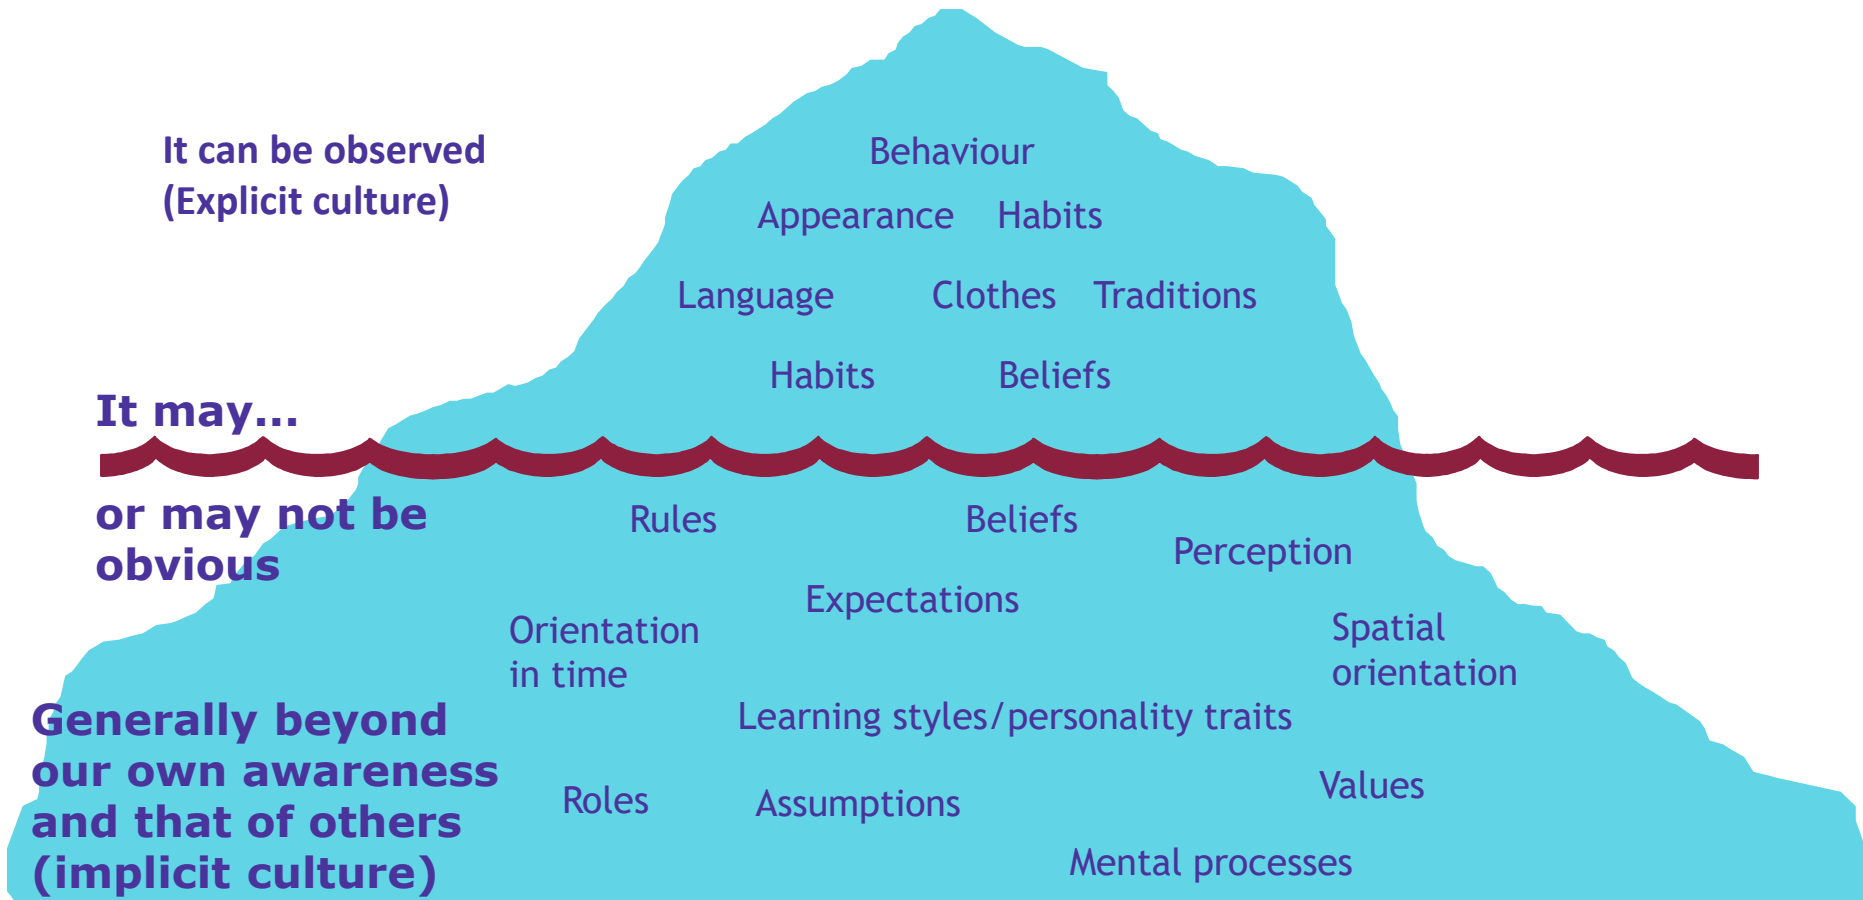 It can be observed
(Explicit culture)
Behaviour
Appearance Habits
Language Clothes Traditions
Habits Beliefs
It may...
or may not be
obvious
Rules Beliefs
Perception
Expectations
Orientation
in time
Spatial
orientation
Learning styles/personality traits
Generally beyond
our own awareness
and that of others
(implicit culture)
Roles Assumptions Values
Mental processes